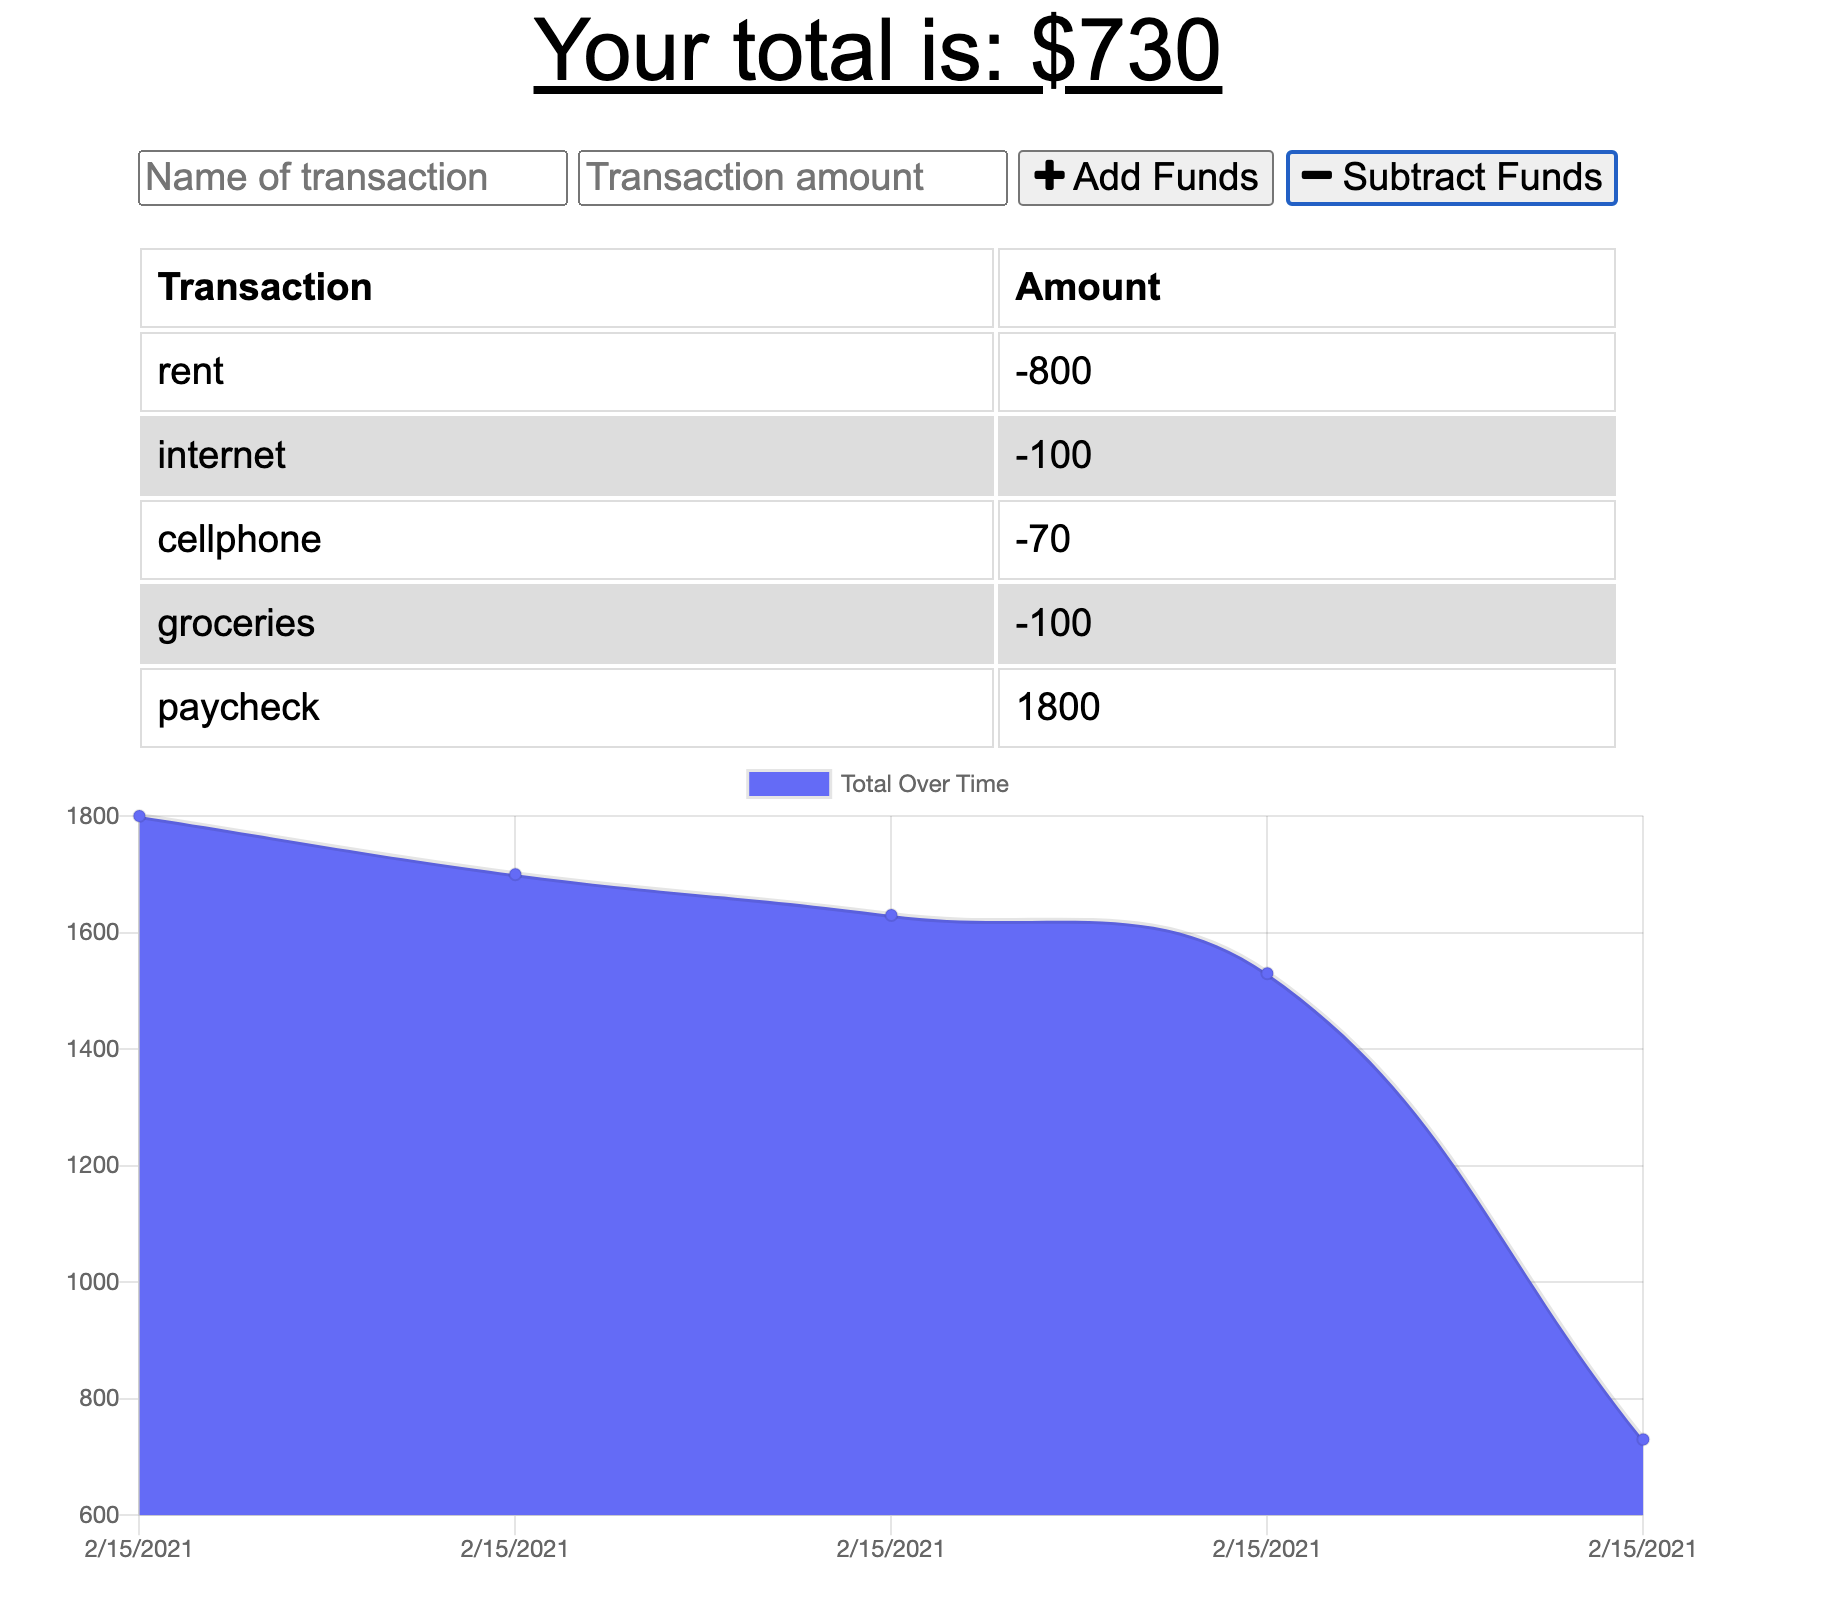 Your total is: $730
Name of transaction Transaction amount + Add Funds − Subtract Funds
Transaction Amount
rent -800
internet -100
cellphone -70
groceries -100
paycheck 1800
Total Over Time
1800
1600
1400
1200
1000
800
600
2/15/2021 2/15/2021 2/15/2021 2/15/2021 2/15/2021